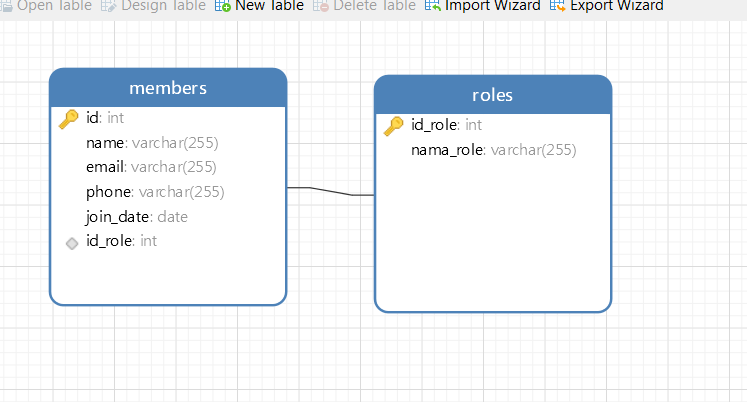 Open Table Design Table New Table Delete Table Import Wizard Export Wizard
members
id: int
name: varchar(255)
email: varchar(255)
phone: varchar(255)
join_date: date
id_role: int
roles
id_role: int
nama_role: varchar(255)